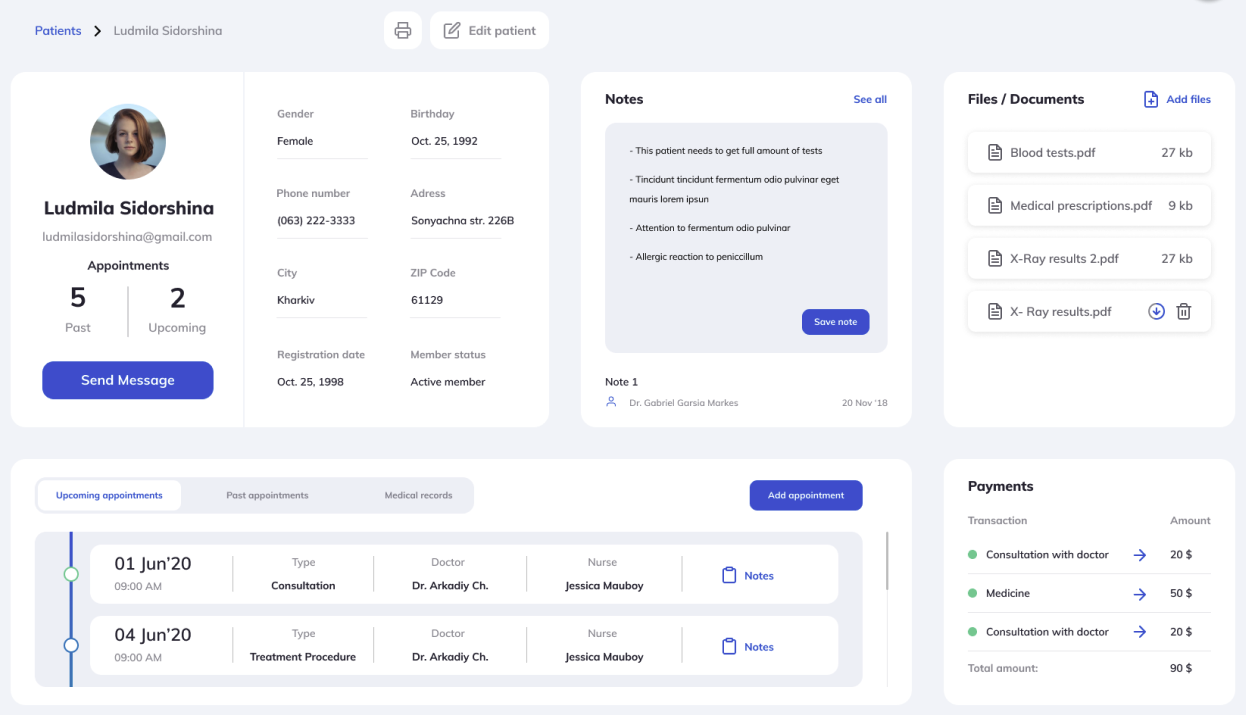 Patients
Ludmila Sidorshina
Edit patient
Ludmila Sidorshina
ludmilasidorshina@gmail.com
Appointments
5
Past
2
Upcoming
Send Message
Gender
Female
Birthday
Oct. 25, 1992
Phone number
(063) 222-3333
Adress
Sonyachna str. 226B
City
Kharkiv
ZIP Code
61129
Registration date
Oct. 25, 1998
Member status
Active member
Notes
See all
- This patient needs to get full amount of tests
- Tincidunt tincidunt fermentum odio pulvinar eget
mauris lorem ipsun
- Attention to fermentum odio pulvinar
- Allergic reaction to peniccillum
Save note
Note 1
Dr. Gabriel Garsia Markes
20 Nov '18
Files / Documents
Add files
Blood tests.pdf 27 kb
Medical prescriptions.pdf 9 kb
X-Ray results 2.pdf 27 kb
X- Ray results.pdf
Upcoming appointments
Past appointments
Medical records
Add appointment
01 Jun’20
09:00 AM
Type
Consultation
Doctor
Dr. Arkadiy Ch.
Nurse
Jessica Mauboy
Notes
04 Jun’20
09:00 AM
Type
Treatment Procedure
Doctor
Dr. Arkadiy Ch.
Nurse
Jessica Mauboy
Notes
Payments
Transaction Amount
Consultation with doctor 20 $
Medicine 50 $
Consultation with doctor 20 $
Total amount: 90 $